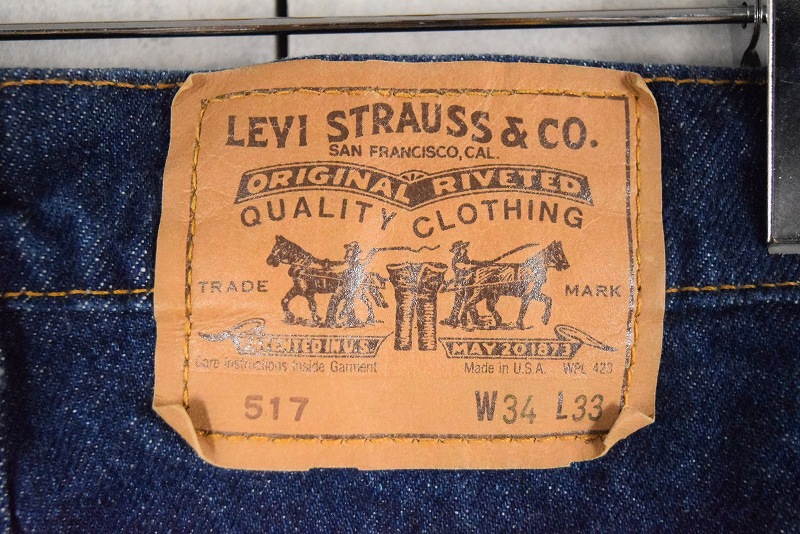 LEVI STRAUSS & CO.
SAN FRANCISCO, CAL.
ORIGINAL RIVETED
QUALITY CLOTHING
TRADE MARK
PATENTED IN U.S. MAY 20 1873
Care Instructions Inside Garment Made in U.S.A. WPL 423
517 W34 L33